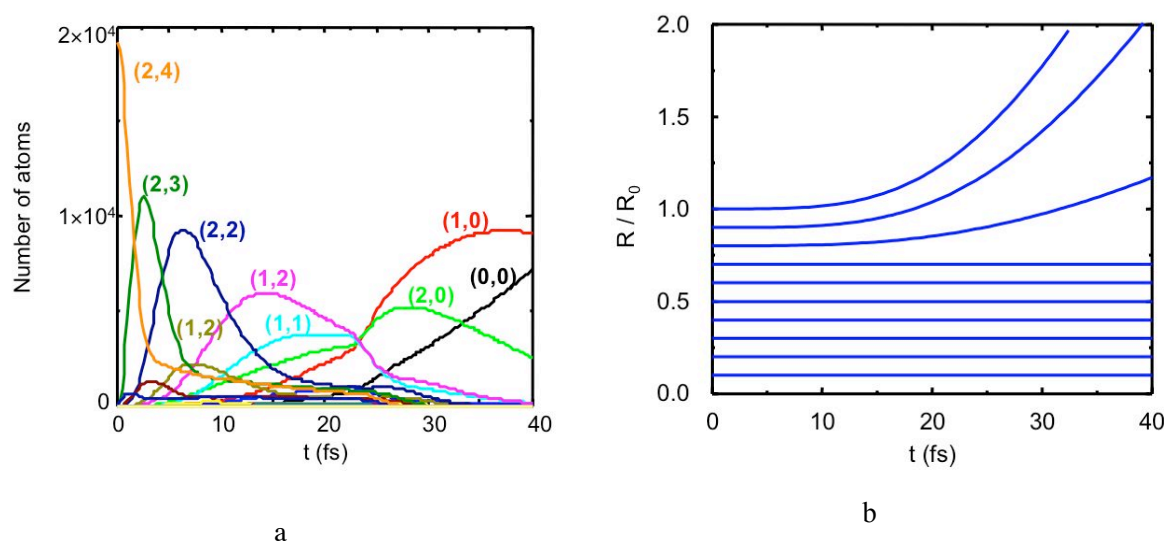 2×10⁴
(2,4)
(2,3)
(2,2)
(1,2)
(1,0)
(0,0)
(2,0)
(1,2)
(1,1)
1×10⁴
0
Number of atoms
0 10 20 30 40
t (fs)
a
2.0
1.5
1.0
0.5
0.0
R / R₀
0 10 20 30 40
t (fs)
b